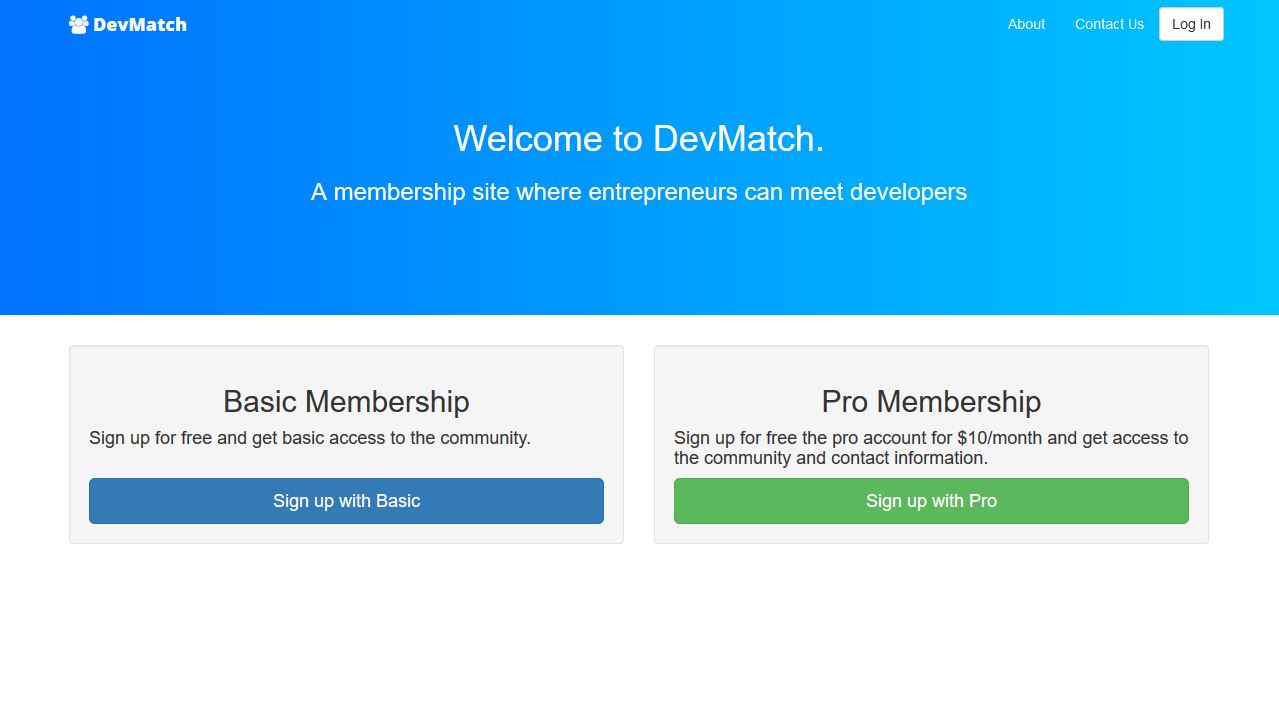 DevMatch
About
Contact Us
Log In
Welcome to DevMatch.
A membership site where entrepreneurs can meet developers
Basic Membership
Sign up for free and get basic access to the community.
Sign up with Basic
Pro Membership
Sign up for free the pro account for $10/month and get access to
the community and contact information.
Sign up with Pro